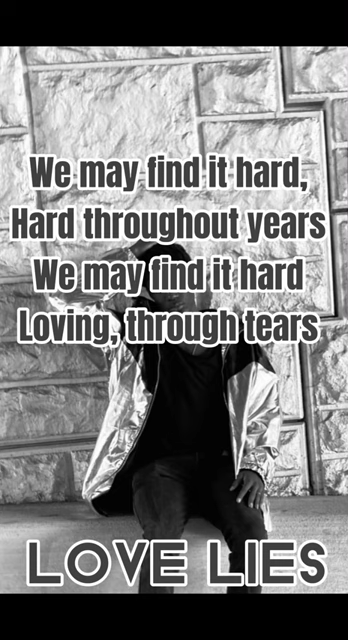 We may find it hard,
Hard throughout years
We may find it hard
Loving, through tears
LOVE LIES